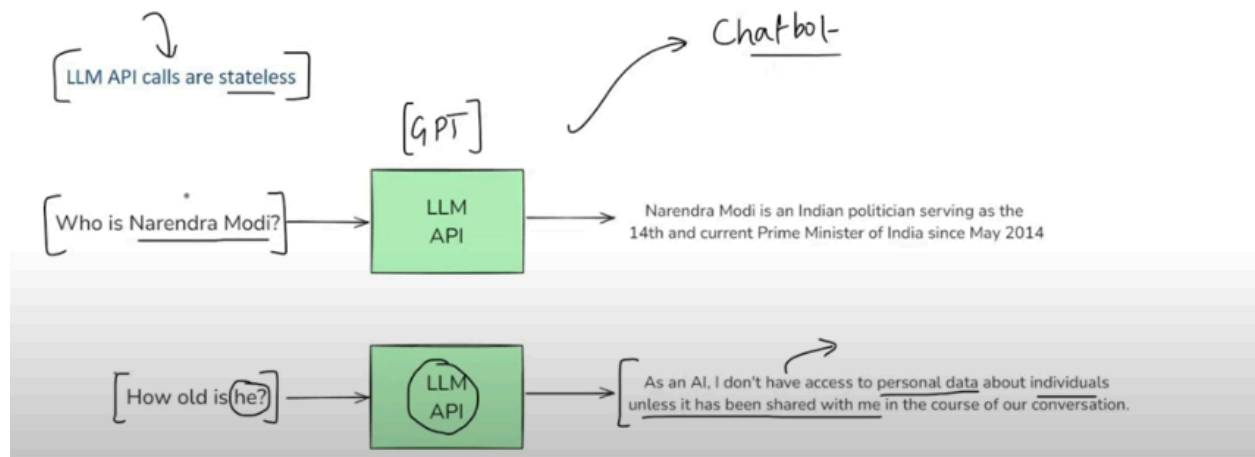 Chatbot
LLM API calls are stateless
[GPT]
Who is Narendra Modi?
LLM
API
Narendra Modi is an Indian politician serving as the
14th and current Prime Minister of India since May 2014
How old is he?
LLM
API
As an AI, I don't have access to personal data about individuals
unless it has been shared with me in the course of our conversation.